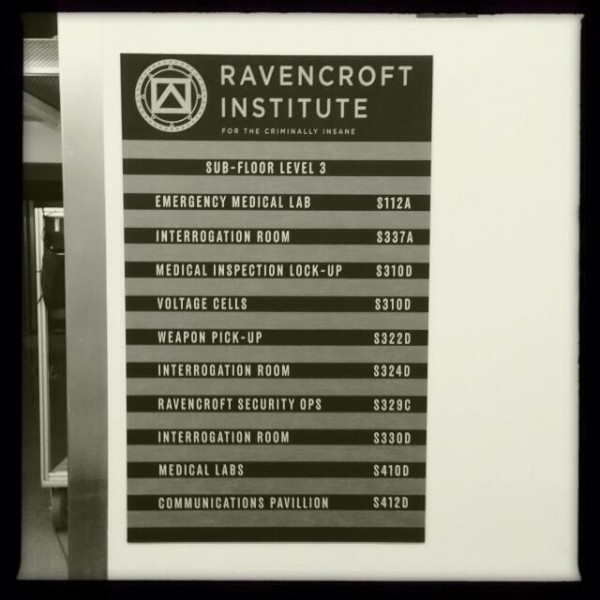 RAVENCROFT
INSTITUTE
FOR THE CRIMINALLY INSANE
SUB-FLOOR LEVEL 3
EMERGENCY MEDICAL LAB S112A
INTERROGATION ROOM S337A
MEDICAL INSPECTION LOCK-UP S310D
VOLTAGE CELLS S310D
WEAPON PICK-UP S322D
INTERROGATION ROOM S324D
RAVENCROFT SECURITY OPS S329C
INTERROGATION ROOM S330D
MEDICAL LABS S410D
COMMUNICATIONS PAVILLION S412D